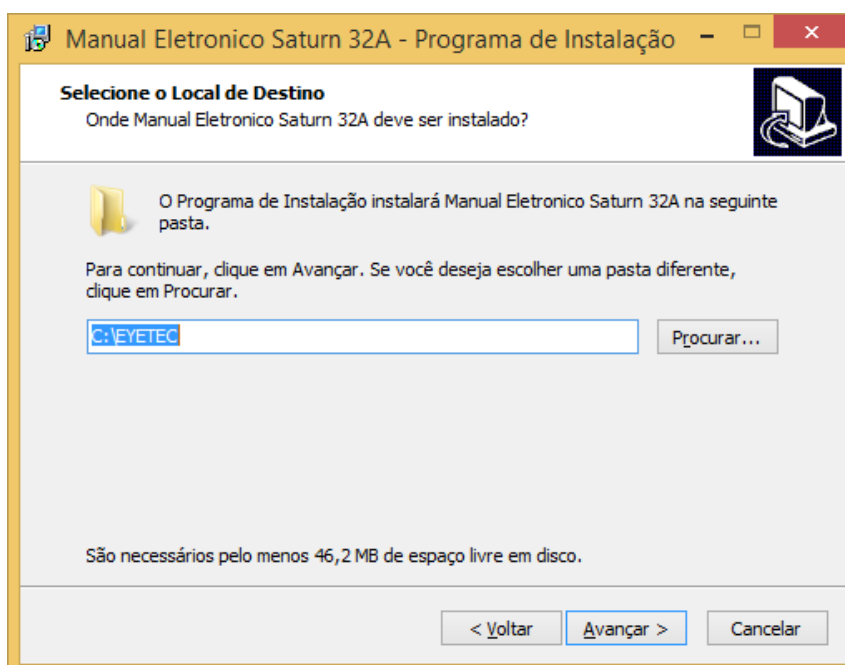 Manual Eletronico Saturn 32A - Programa de Instalação
Selecione o Local de Destino
Onde Manual Eletronico Saturn 32A deve ser instalado?
O Programa de Instalação instalará Manual Eletronico Saturn 32A na seguinte
pasta.
Para continuar, clique em Avançar. Se você deseja escolher uma pasta diferente,
clique em Procurar.
C:\EYETEC
Procurar...
São necessários pelo menos 46,2 MB de espaço livre em disco.
< Voltar
Avançar >
Cancelar